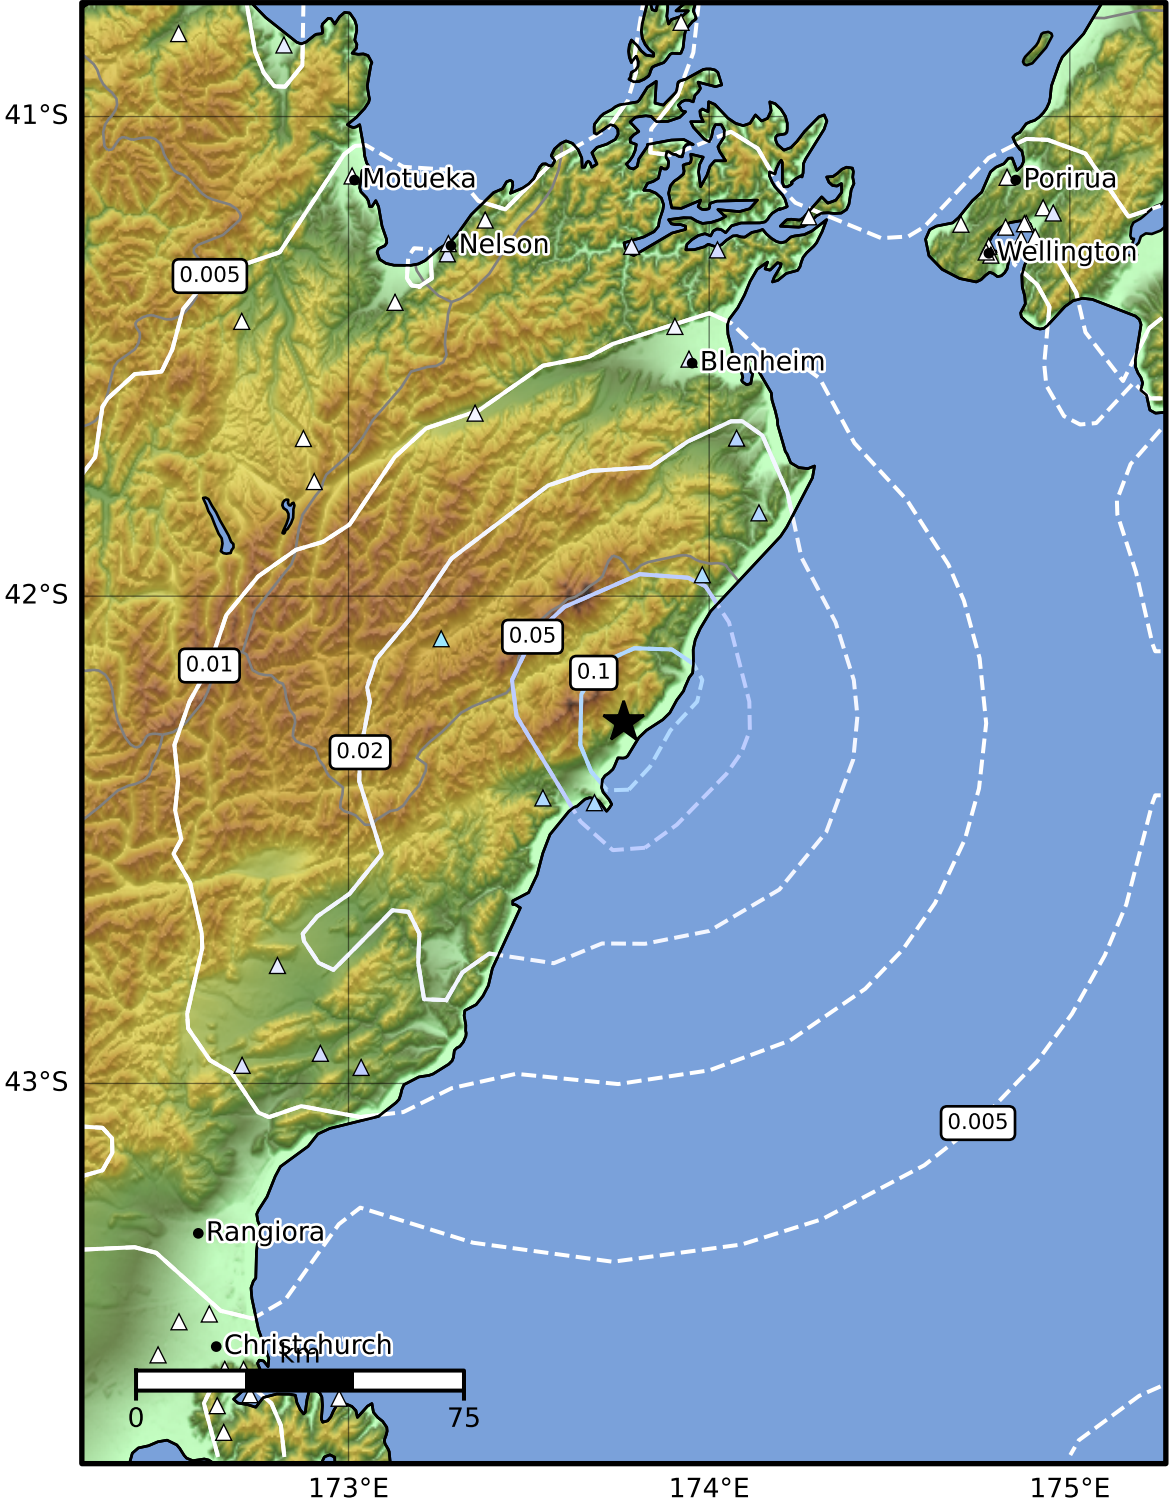 41°S
Motueka
Porirua
Nelson
Wellington
0.005
Blenheim
42°S
0.05
0.01
0.1
0.02
43°S
0.005
Rangiora
Christchurch
km
0 75
173°E 174°E 175°E